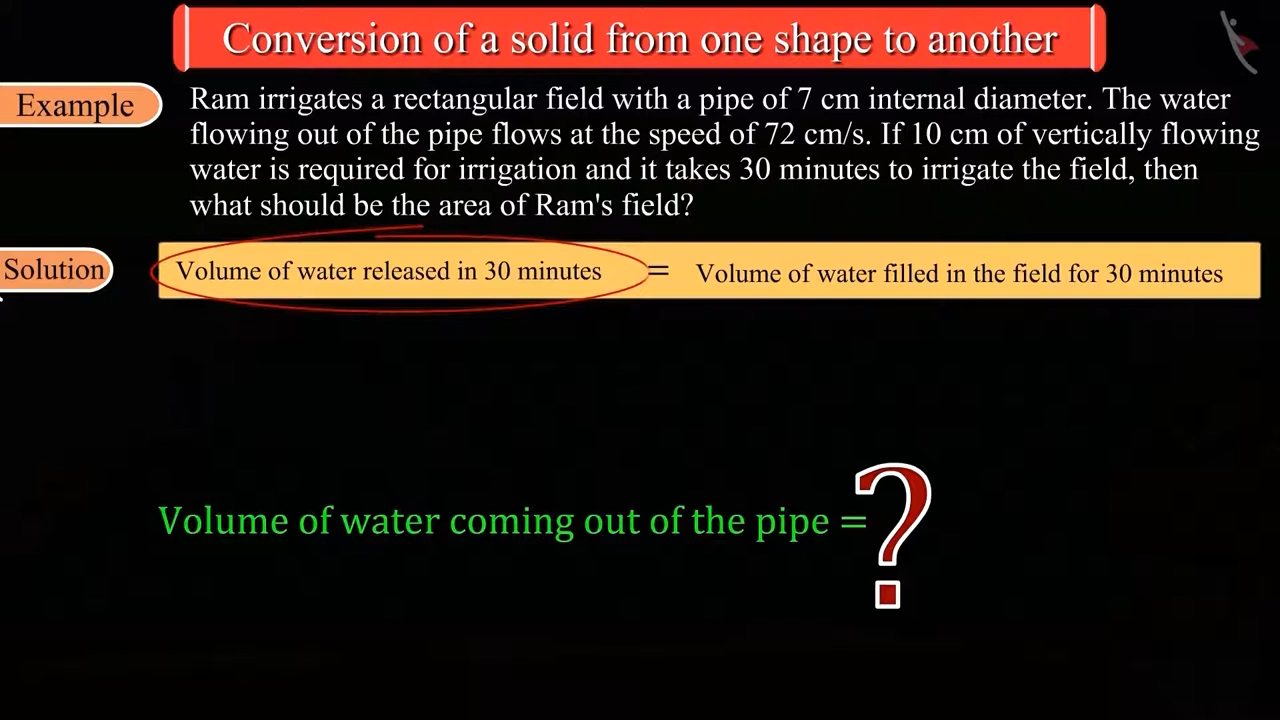 Conversion of a solid from one shape to another
Example
Ram irrigates a rectangular field with a pipe of 7 cm internal diameter. The water
flowing out of the pipe flows at the speed of 72 cm/s. If 10 cm of vertically flowing
water is required for irrigation and it takes 30 minutes to irrigate the field, then
what should be the area of Ram's field?
Solution
Volume of water released in 30 minutes = Volume of water filled in the field for 30 minutes
Volume of water coming out of the pipe = ?